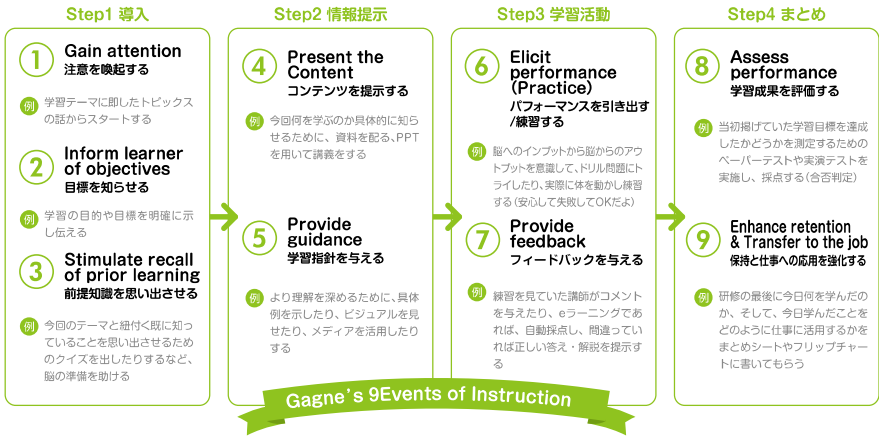 Step1 導入
1
Gain attention
注意を喚起する
例
学習テーマに即したトピックス
の話からスタートする
2
Inform learner
of objectives
目標を知らせる
例
学習の目的や目標を明確に示
し伝える
3
Stimulate recall
of prior learning
前提知識を思い出させる
例
今回のテーマと紐付く既に知っ
ていることを思い出させるため
のクイズを出したりするなど、
脳の準備を助ける
Step2 情報提示
4
Present the
Content
コンテンツを提示する
例
今回何を学ぶのか具体的に知ら
せるために、資料を配る、PPT
を用いて講義をする
5
Provide
guidance
学習指針を与える
例
より理解を深めるために、具体
例を示したり、ビジュアルを見
せたり、メディアを活用したり
する
Step3 学習活動
6
Elicit
performance
(Practice)
パフォーマンスを引き出す
/練習する
例
脳へのインプットから脳からのアウ
トプットを意識して、ドリル問題にト
ライしたり、実際に体を動かし練習
する(安心して失敗してOKだよ)
7
Provide
feedback
フィードバックを与える
例
練習を見ていた講師がコメント
を与えたり、eラーニングであ
れば、自動採点し、間違ってい
れば正しい答え・解説を提示す
る
Step4 まとめ
8
Assess
performance
学習成果を評価する
例
当初掲げていた学習目標を達成
したかどうかを測定するための
ペーパーテストや実演テストを
実施し、採点する(合否判定)
9
Enhance retention
& Transfer to the job
保持と仕事への応用を強化する
例
研修の最後に今日何を学んだの
か、そして、今日学んだことを
どのように仕事に活用するかを
まとめシートやフリップチャー
トに書いてもらう
Gagne's 9Events of Instruction